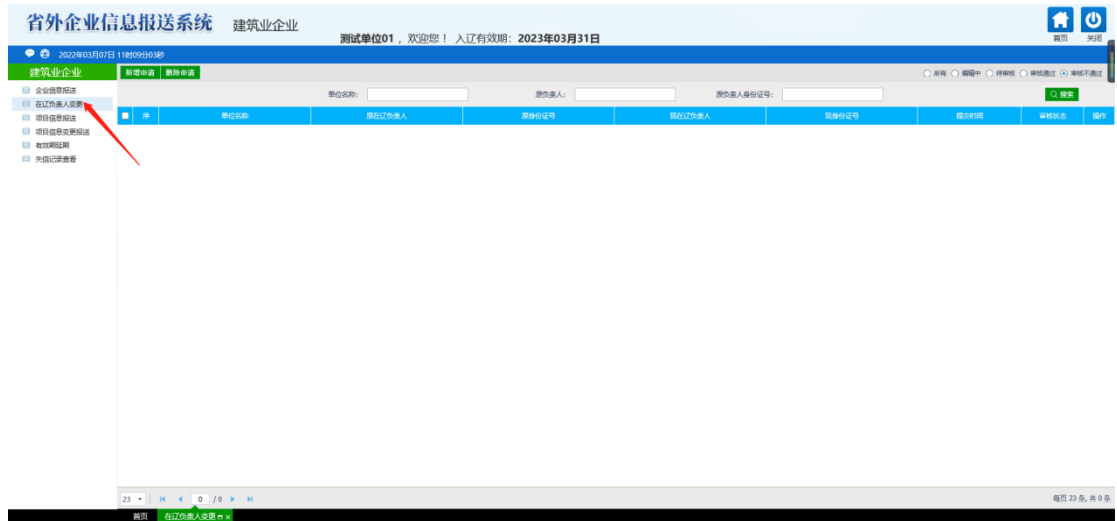 省外企业信息报送系统 建筑业企业
测试单位01 ，欢迎您！ 入辽有效期：2023年03月31日
首页 关闭
2022年03月07日 11时09分03秒
建筑业企业
新增申请 删除申请
所有 编辑中 待审核 审核通过 审核不通过
企业信息报送
在辽负责人变更
项目信息报送
项目信息变更报送
有效期延期
失信记录查看
单位名称: 原负责人: 原负责人身份证号: 搜索
序 单位名称 原在辽负责人 原身份证号 现在辽负责人 现身份证号 提交时间 审核状态 操作
23 0 / 0 每页 23 条, 共 0 条
首页 在辽负责人变更